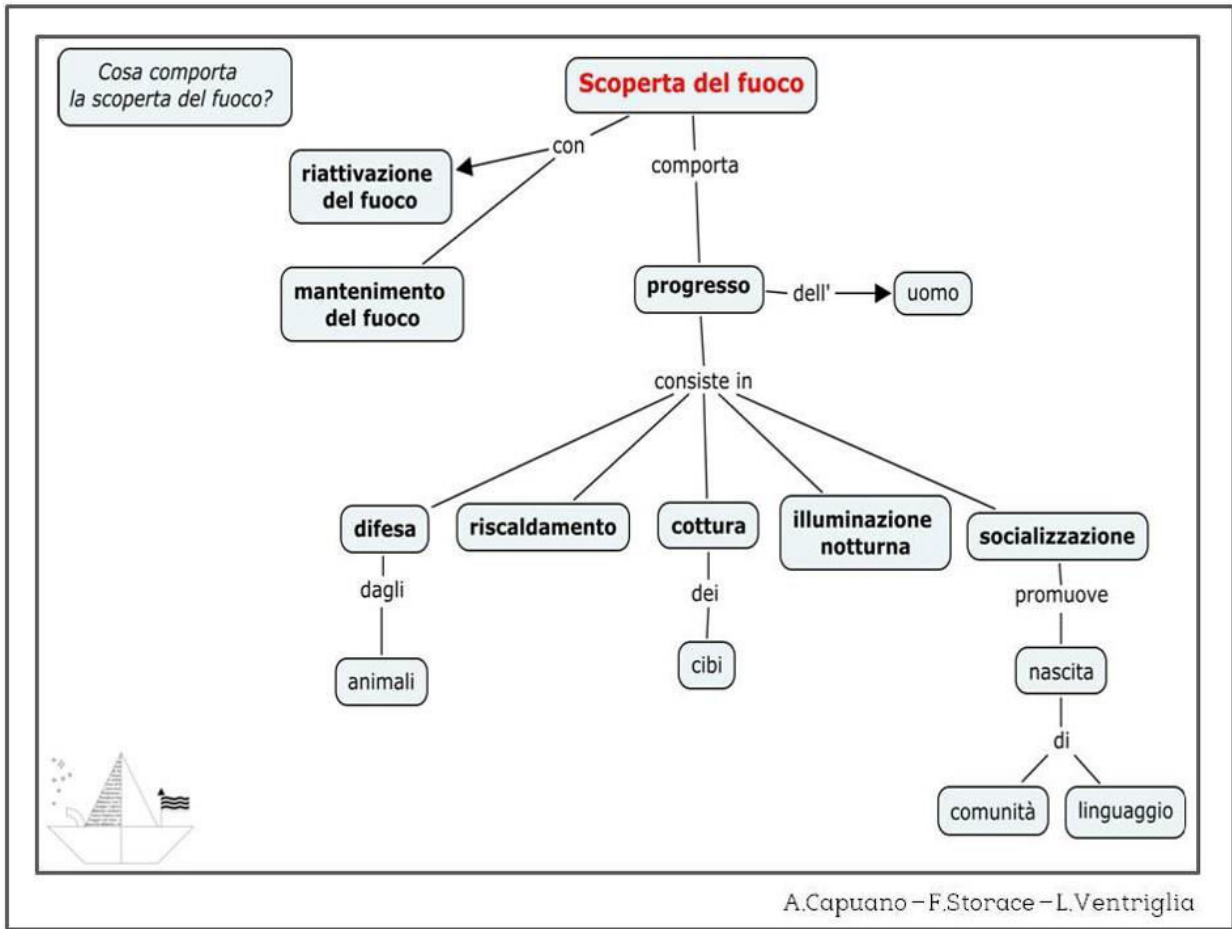 Cosa comporta
la scoperta del fuoco?
Scoperta del fuoco
con
comporta
riattivazione
del fuoco
mantenimento
del fuoco
progresso
dell'
uomo
consiste in
difesa
riscaldamento
cottura
illuminazione
notturna
socializzazione
dagli
dei
promuove
animali
cibi
nascita
di
comunità
linguaggio
A.Capuano–F.Storace–L.Ventriglia